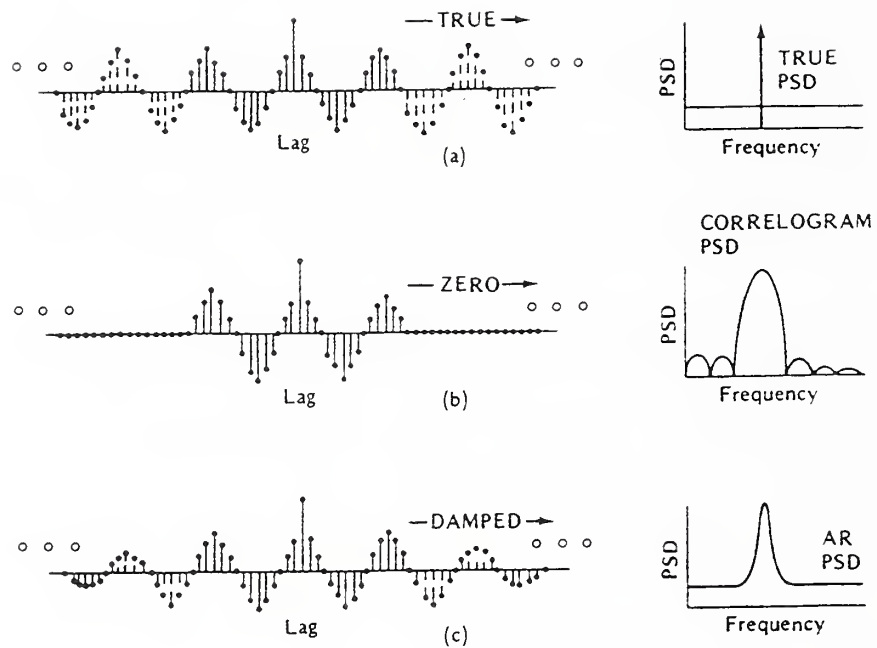 TRUE
Lag
(a)
PSD
TRUE
PSD
Frequency
ZERO
Lag
(b)
CORRELOGRAM
PSD
PSD
Frequency
DAMPED
Lag
(c)
PSD
AR
PSD
Frequency